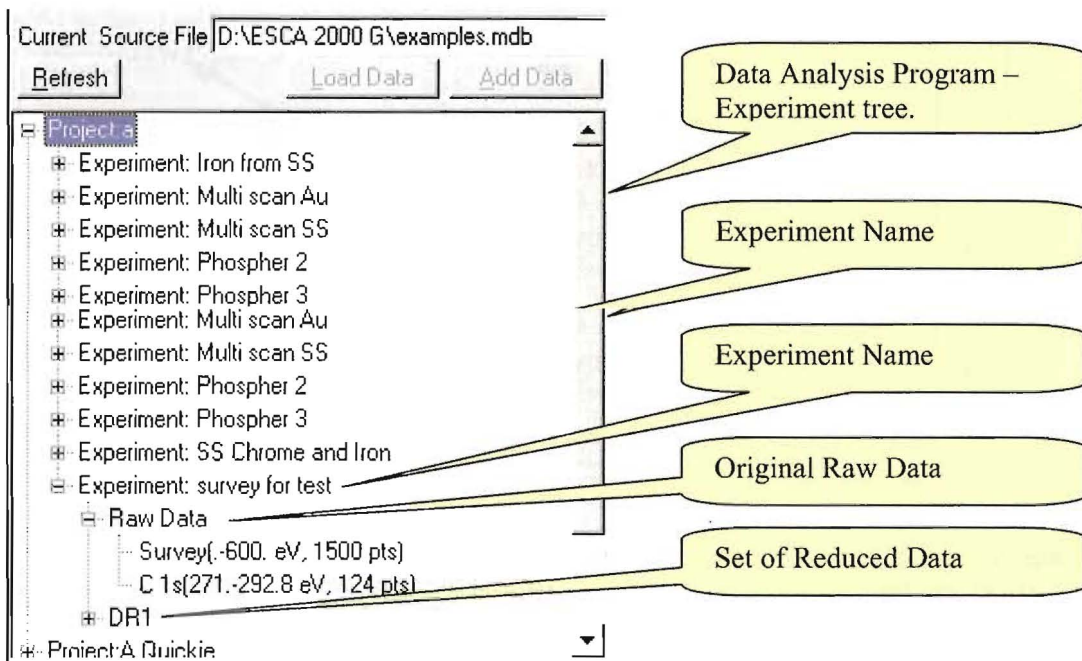 Current Source File D:\ESCA 2000 G\examples.mdb
Refresh Load Data Add Data
Project:a
Experiment: Iron from SS
Experiment: Multi scan Au
Experiment: Multi scan SS
Experiment: Phospher 2
Experiment: Phospher 3
Experiment: Multi scan Au
Experiment: Multi scan SS
Experiment: Phospher 2
Experiment: Phospher 3
Experiment: SS Chrome and Iron
Experiment: survey for test
Raw Data
Survey(.-600. eV, 1500 pts)
C 1s(271.-292.8 eV, 124 pts)
DR1
Project:A Quickie
Data Analysis Program –
Experiment tree.
Experiment Name
Experiment Name
Original Raw Data
Set of Reduced Data